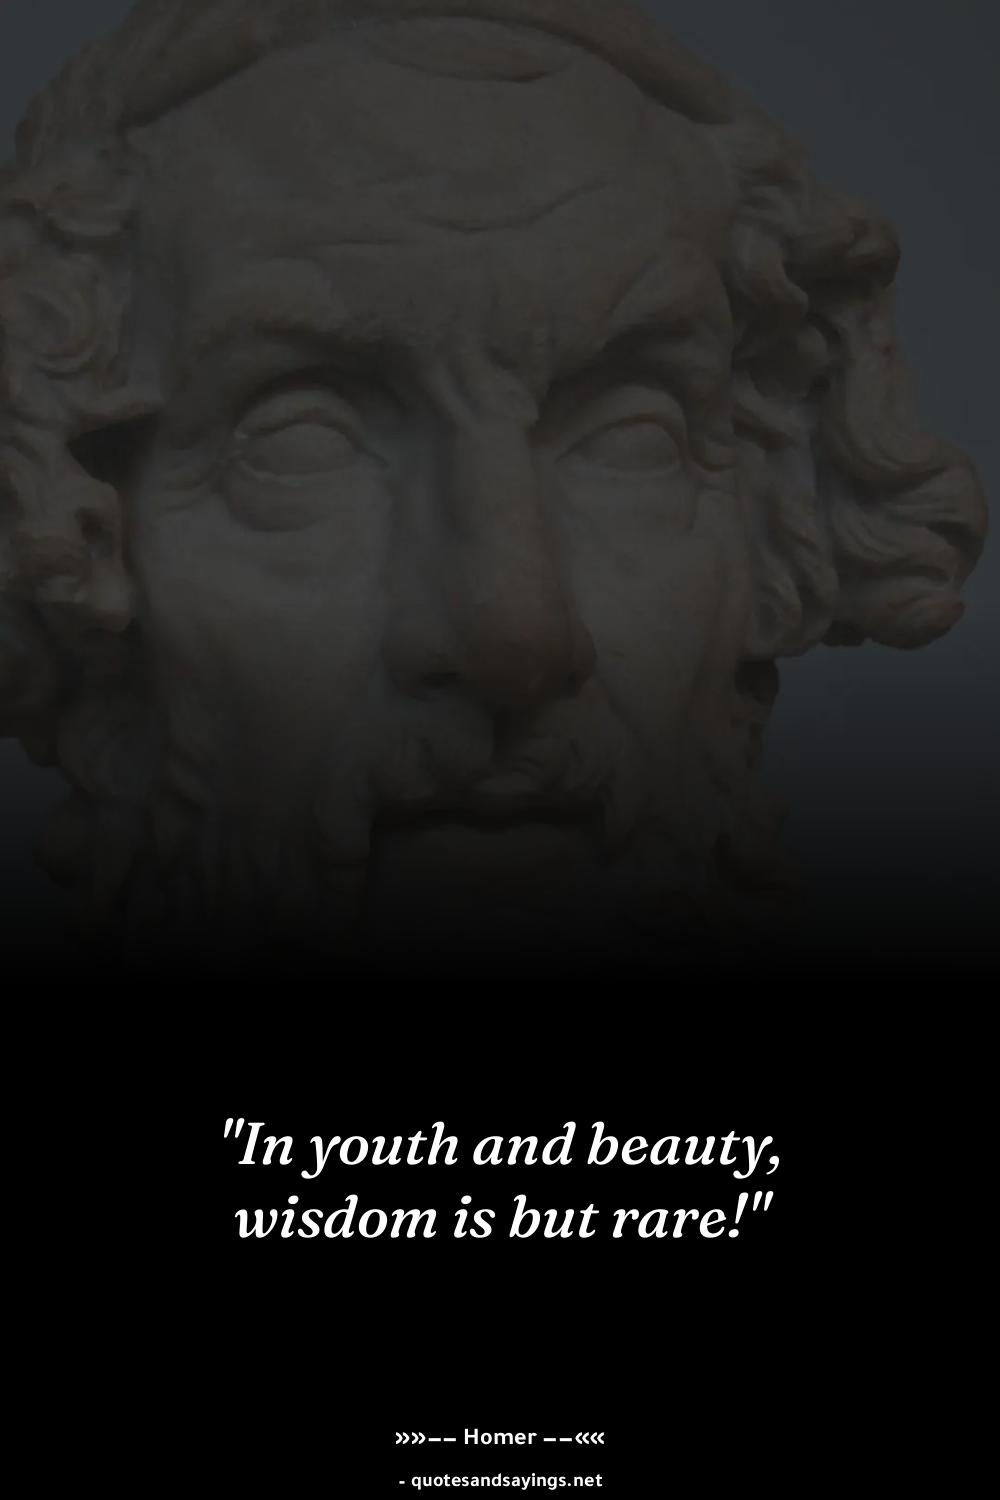 "In youth and beauty,
wisdom is but rare!"
»»–– Homer ––««
- quotesandsayings.net